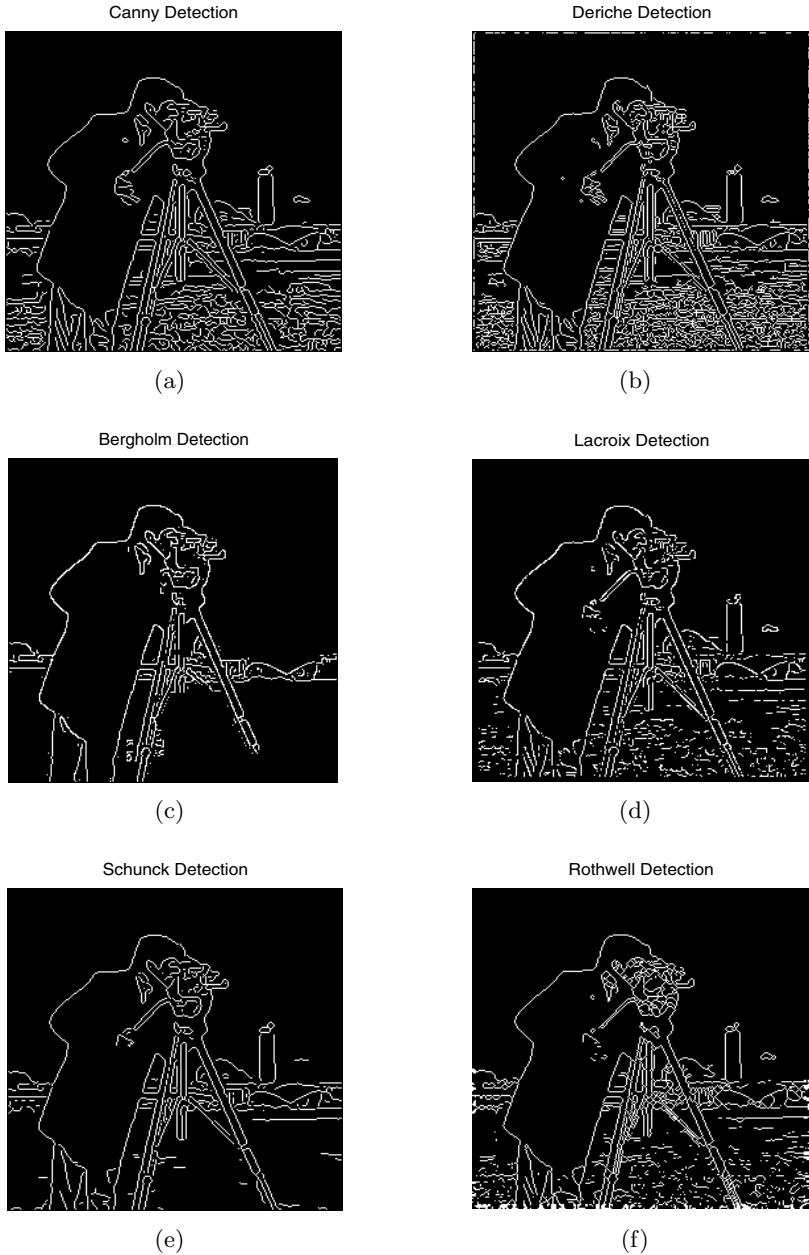 Canny Detection
Deriche Detection
(a)
(b)
Bergholm Detection
Lacroix Detection
(c)
(d)
Schunck Detection
Rothwell Detection
(e)
(f)